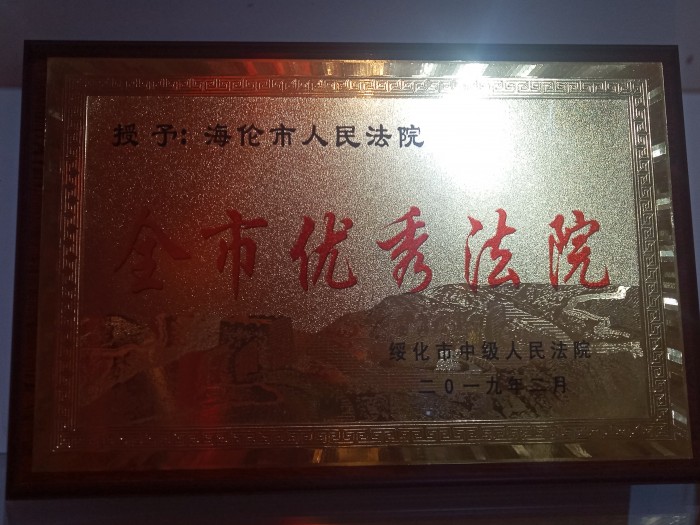 授予:海伦市人民法院
全市优秀法院
绥化市中级人民法院
二〇一九年二月